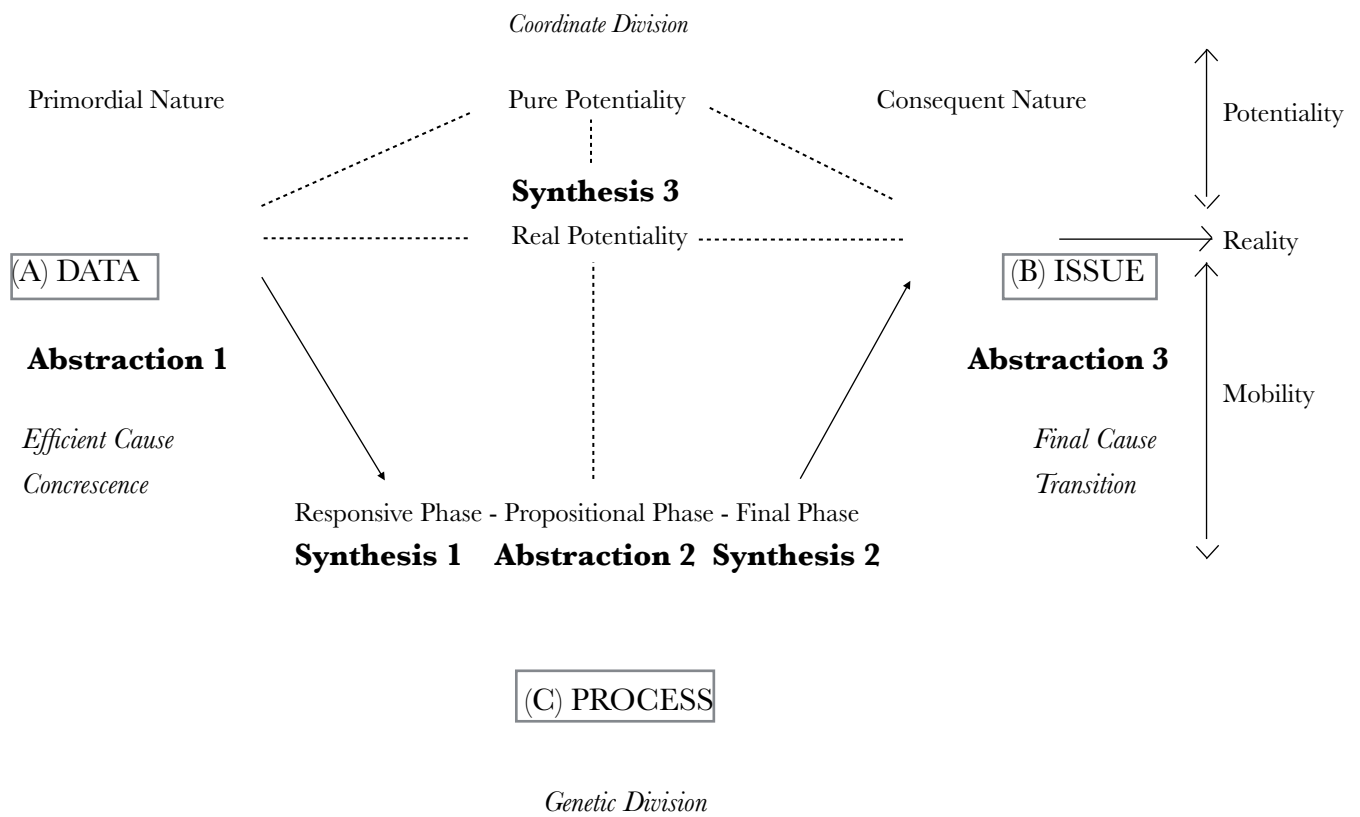 Coordinate Division
Primordial Nature
Pure Potentiality
Consequent Nature
Potentiality
Synthesis 3
Real Potentiality
Reality
(A) DATA
(B) ISSUE
Abstraction 1
Abstraction 3
Mobility
Efficient Cause
Concrescence
Final Cause
Transition
Responsive Phase - Propositional Phase - Final Phase
Synthesis 1 Abstraction 2 Synthesis 2
(C) PROCESS
Genetic Division